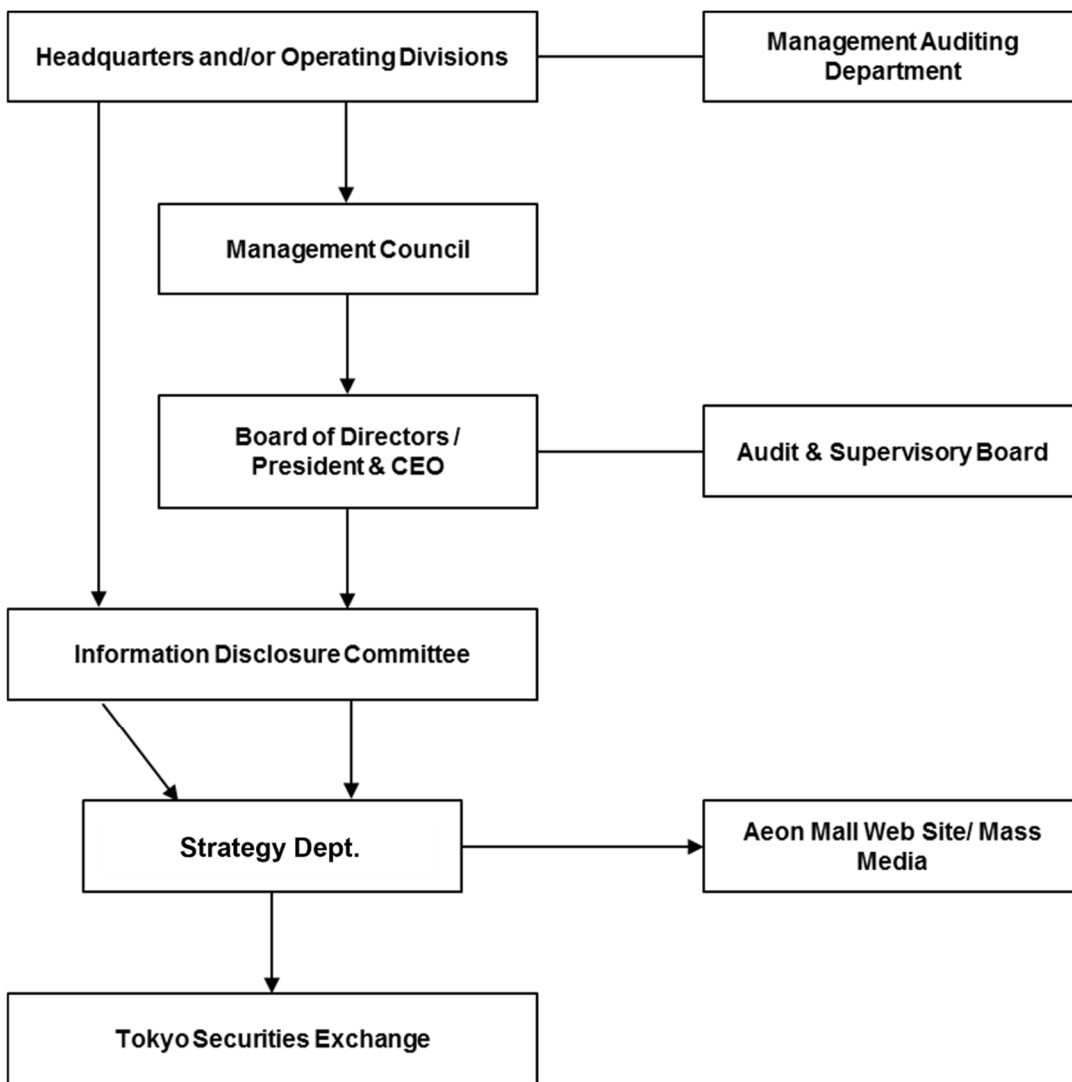 Headquarters and/or Operating Divisions
Management Auditing
Department
Management Council
Board of Directors /
President & CEO
Audit & Supervisory Board
Information Disclosure Committee
Strategy Dept.
Aeon Mall Web Site/ Mass
Media
Tokyo Securities Exchange